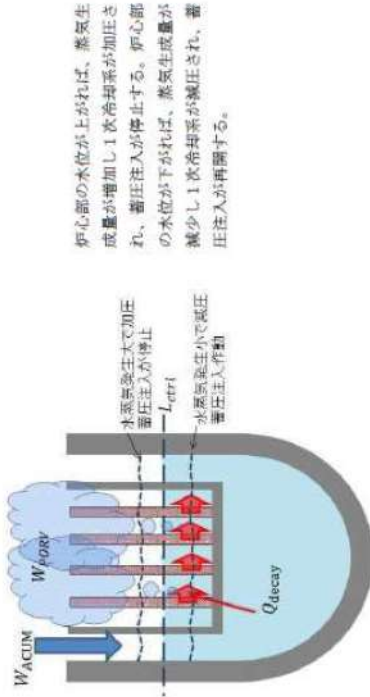 炉心部の水位が上がれば、蒸気生
成量が増加し1次冷却系が加圧さ
れ、蓄圧注入が停止する。炉心部
の水位が下がれば、蒸気生成量が
減少し1次冷却系が減圧され、蓄
圧注入が再開する。
W_PORV
W_ACUM
水蒸気発生大で加圧
蓄圧注入が停止
L_ctrl
水蒸気発生小で減圧
蓄圧注入作動
Q_decay